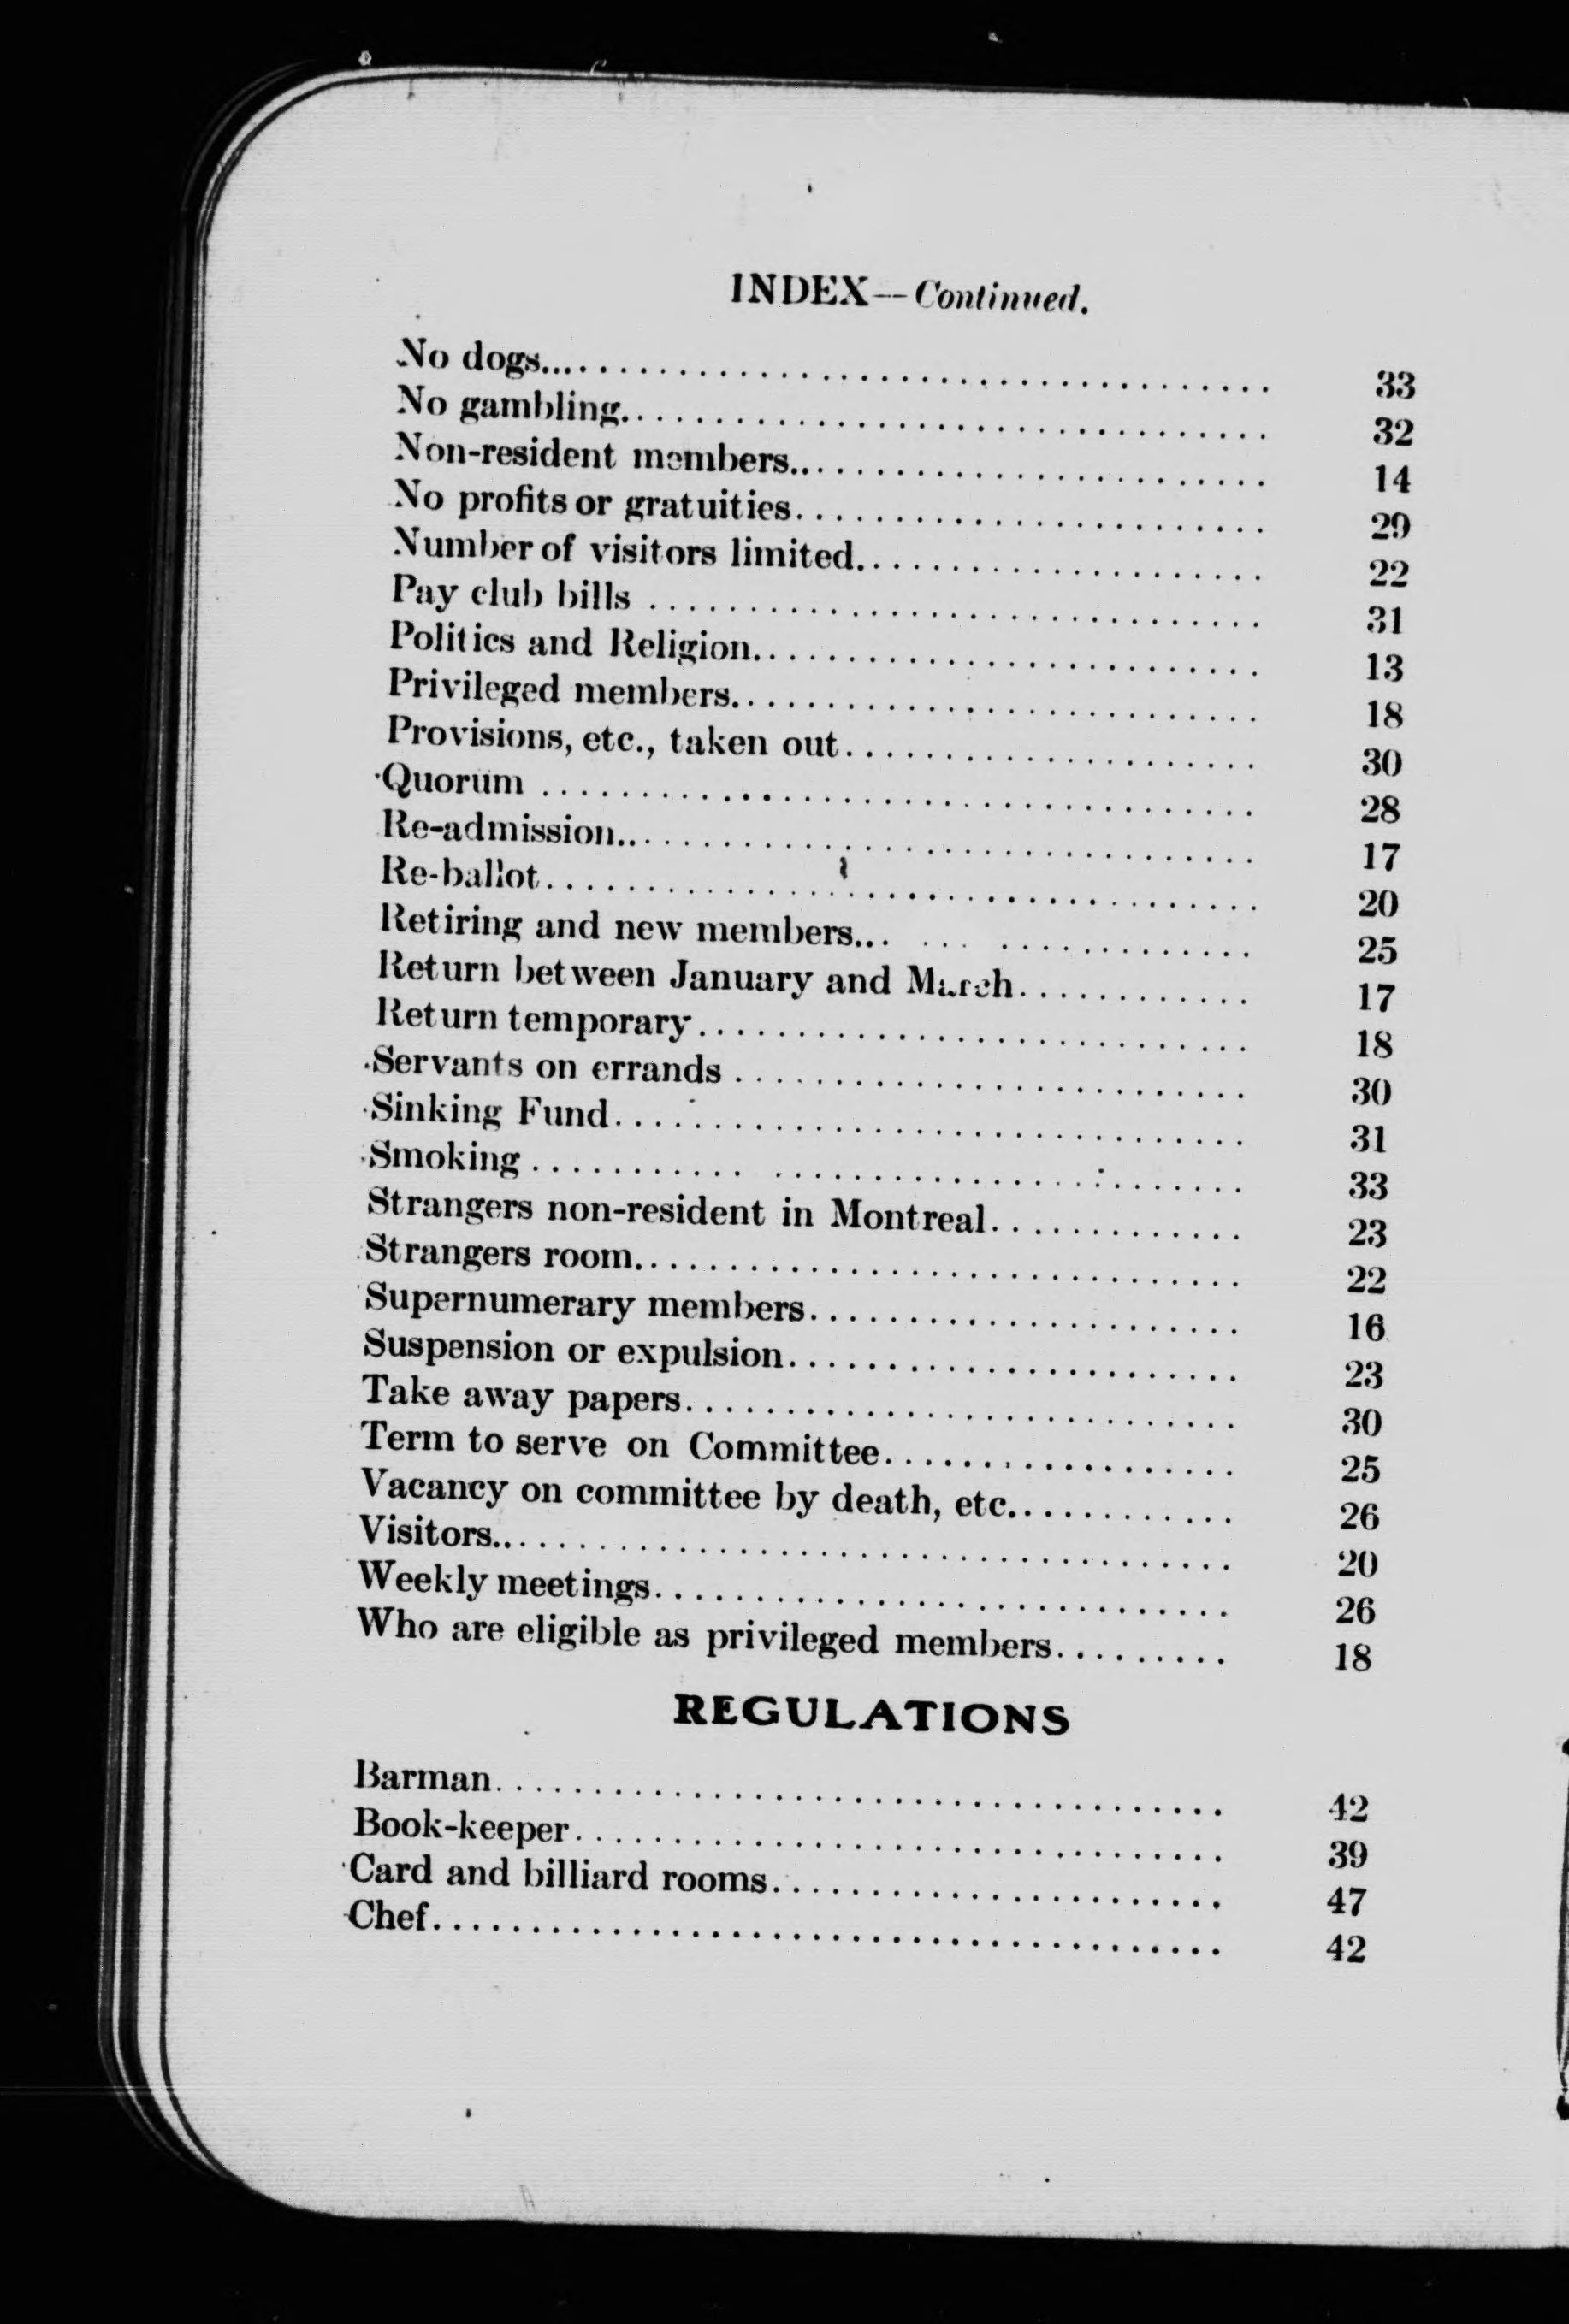 INDEX—Continued.
No dogs........................................ 33
No gambling.................................. 32
Non-resident members.......................... 14
No profits or gratuities........................ 29
Number of visitors limited...................... 22
Pay club bills ................................ 31
Politics and Religion.......................... 13
Privileged members............................ 18
Provisions, etc., taken out..................... 30
Quorum ..................................... 28
Re-admission.................................. 17
Re-ballot...................................... 20
Retiring and new members... ... ............. 25
Return between January and March............ 17
Return temporary............................. 18
Servants on errands ........................... 30
Sinking Fund................................. 31
Smoking ........... ........................ 33
Strangers non-resident in Montreal............. 23
Strangers room................................ 22
Supernumerary members...................... 16
Suspension or expulsion....................... 23
Take away papers............................. 30
Term to serve on Committee.................. 25
Vacancy on committee by death, etc............ 26
Visitors....................................... 20
Weekly meetings.............................. 26
Who are eligible as privileged members......... 18
REGULATIONS
Barman...................................... 42
Book-keeper.................................. 39
Card and billiard rooms....................... 47
Chef......................................... 42